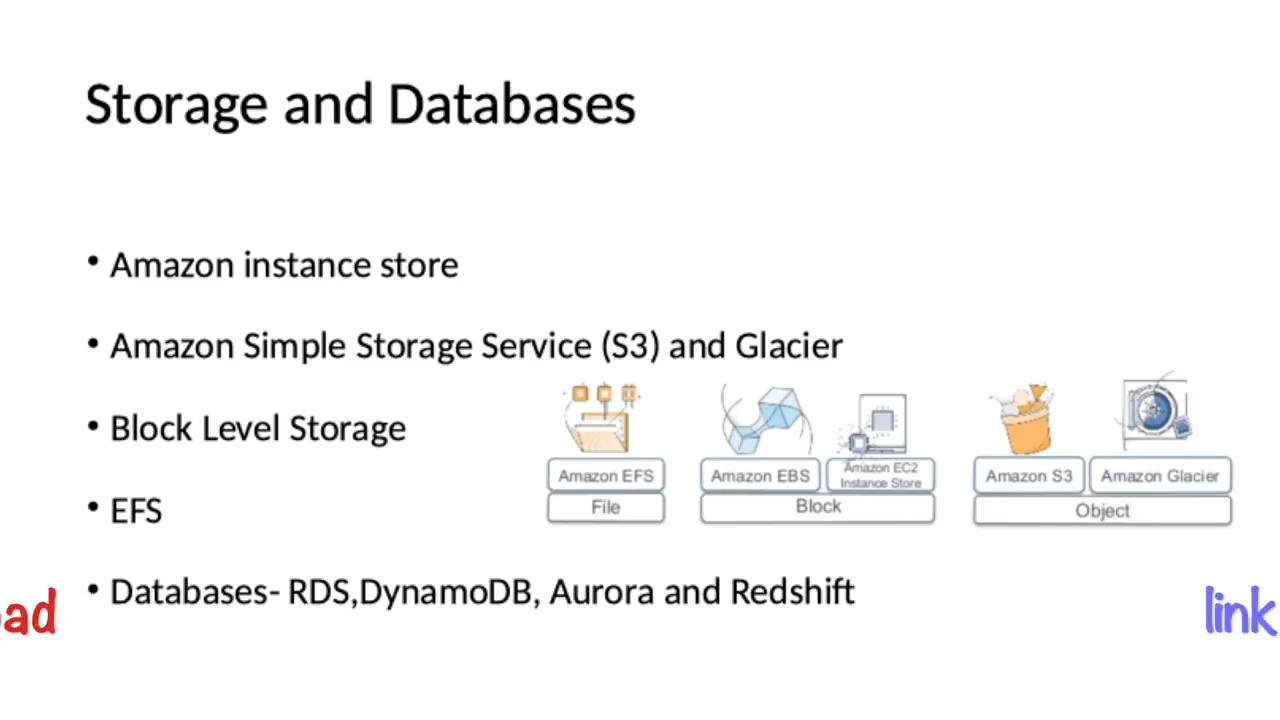 Storage and Databases
• Amazon instance store
• Amazon Simple Storage Service (S3) and Glacier
• Block Level Storage
• EFS
• Databases- RDS,DynamoDB, Aurora and Redshift
Amazon EFS
File
Amazon EBS
Amazon EC2
Instance Store
Block
Amazon S3
Amazon Glacier
Object
link